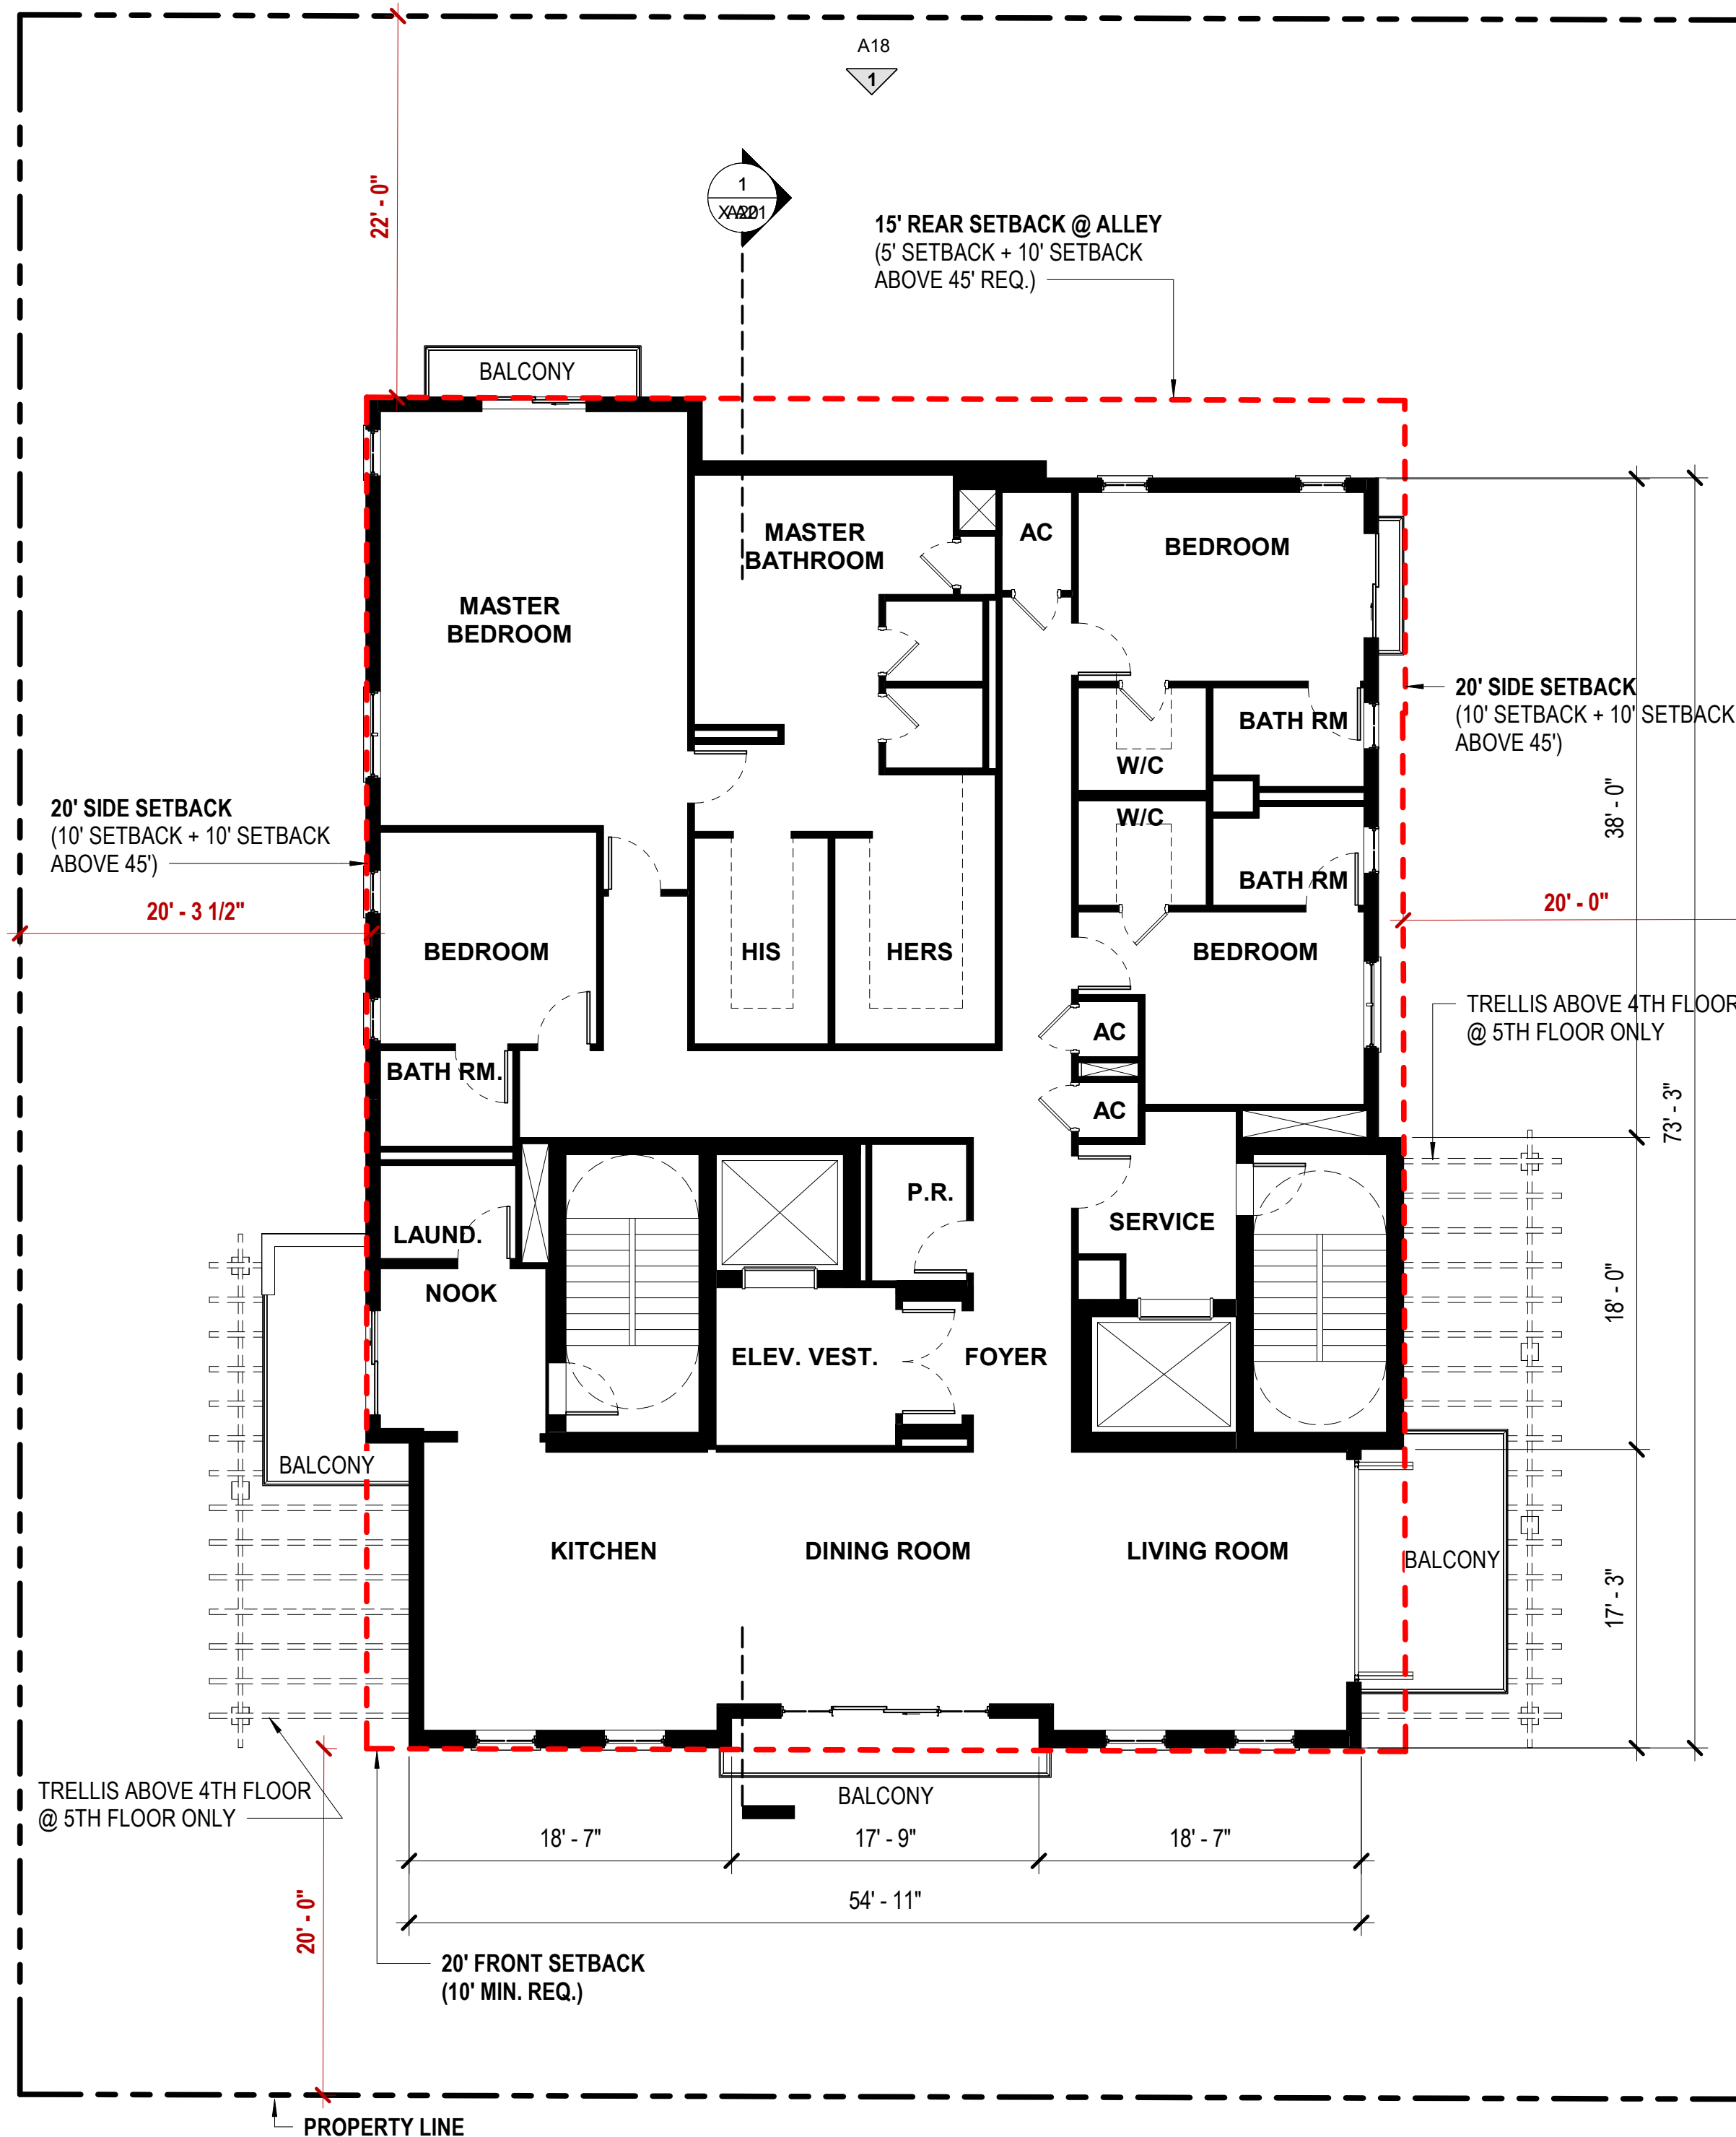 A18
1
22' - 0"
1
15' REAR SETBACK @ ALLEY
(5' SETBACK + 10' SETBACK
ABOVE 45' REQ.)
BALCONY
MASTER
BATHROOM
AC
BEDROOM
MASTER
BEDROOM
20' SIDE SETBACK
(10' SETBACK + 10' SETBACK
ABOVE 45')
BATH RM
W/C
20' SIDE SETBACK
(10' SETBACK + 10' SETBACK
ABOVE 45')
38' - 0"
W/C
BATH RM
20' - 3 1/2"
20' - 0"
BEDROOM
HIS
HERS
BEDROOM
TRELLIS ABOVE 4TH FLOOR
@ 5TH FLOOR ONLY
AC
BATH RM.
AC
73' - 3"
P.R.
LAUND.
SERVICE
NOOK
18' - 0"
ELEV. VEST.
FOYER
BALCONY
KITCHEN
DINING ROOM
LIVING ROOM
BALCONY
17' - 3"
TRELLIS ABOVE 4TH FLOOR
@ 5TH FLOOR ONLY
BALCONY
18' - 7"
17' - 9"
18' - 7"
54' - 11"
20' - 0"
20' FRONT SETBACK
(10' MIN. REQ.)
PROPERTY LINE